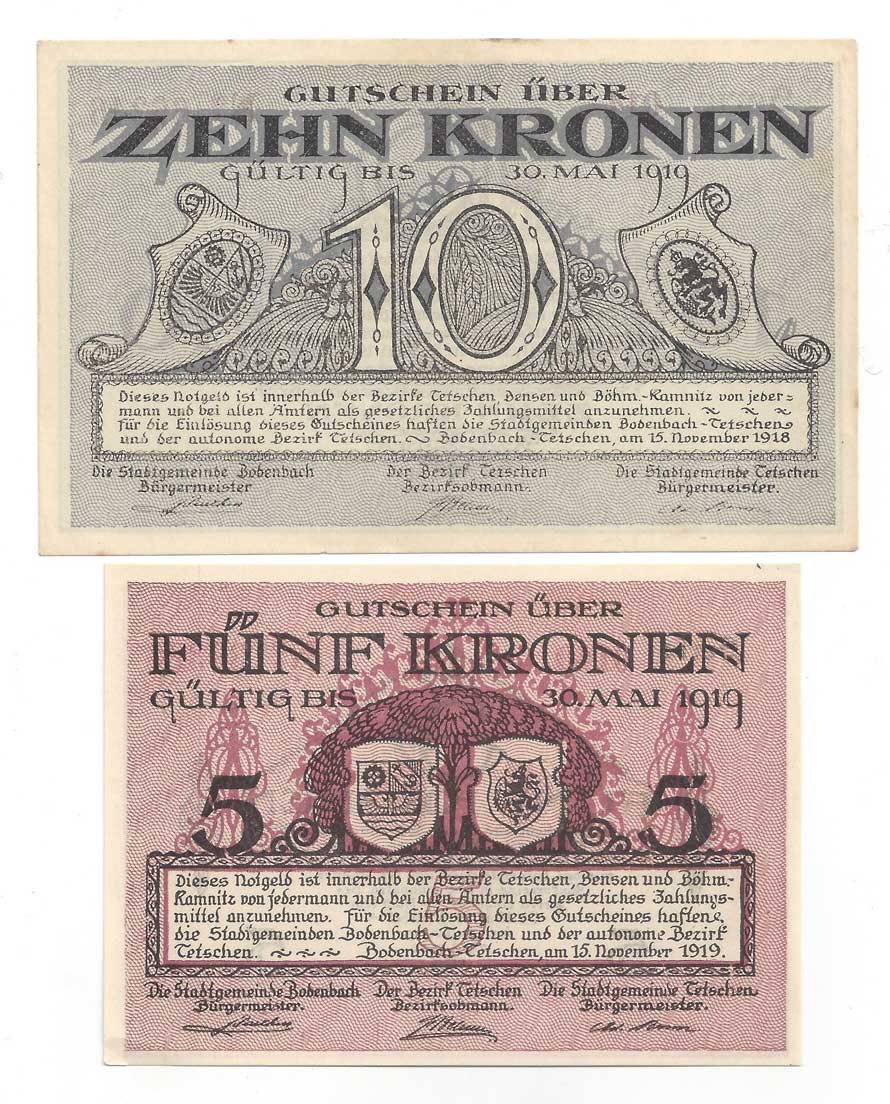 GUTSCHEIN ÜBER
ZEHN KRONEN
GÜLTIG BIS 30. MAI 1919
10
Dieses Notgeld ist innerhalb der Bezirke Tetschen, Bensen und Böhm.-Kamnitz von jeder=
mann und bei allen Ämtern als gesetzliches Zahlungsmittel anzunehmen. ~ ~ ~
Für die Einlösung dieses Gutscheines haften die Stadtgemeinden Bodenbach-Tetschen
und der autonome Bezirk Tetschen. ~ Bodenbach-Tetschen, am 15. November 1918
Die Stadtgemeinde Bodenbach Der Bezirk Tetschen Die Stadtgemeinde Tetschen
Bürgermeister Bezirksobmann. Bürgermeister.
GUTSCHEIN ÜBER
FÜNF KRONEN
GÜLTIG BIS 30. MAI 1919
5 5
Dieses Notgeld ist innerhalb der Bezirke Tetschen, Bensen und Böhm.-
Kamnitz von jedermann und bei allen Ämtern als gesetzliches Zahlungs-
mittel anzunehmen. Für die Einlösung dieses Gutscheines haften
die Stadtgemeinden Bodenbach-Tetschen und der autonome Bezirk
Tetschen. ~ ~ ~ Bodenbach-Tetschen, am 15. November 1919.
Die Stadtgemeinde Bodenbach Der Bezirk Tetschen Die Stadtgemeinde Tetschen
Bürgermeister. Bezirksobmann. Bürgermeister.